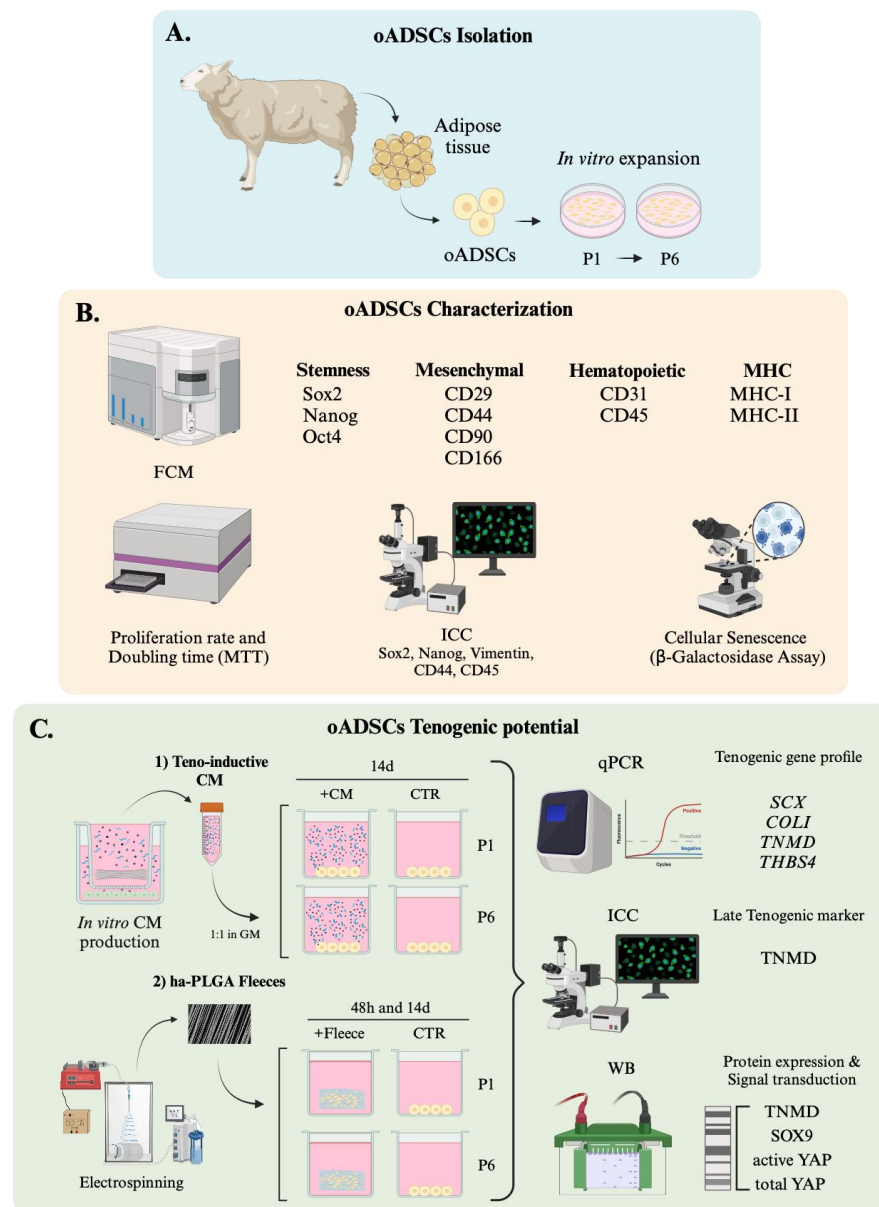 A.
oADSCs Isolation
Adipose
tissue
In vitro expansion
oADSCs
P1
P6
B.
oADSCs Characterization
FCM
Stemness
Sox2
Nanog
Oct4
Mesenchymal
CD29
CD44
CD90
CD166
Hematopoietic
CD31
CD45
MHC
MHC-I
MHC-II
Proliferation rate and
Doubling time (MTT)
ICC
Sox2, Nanog, Vimentin,
CD44, CD45
Cellular Senescence
(β-Galactosidase Assay)
C.
oADSCs Tenogenic potential
1) Teno-inductive
CM
In vitro CM
production
1:1 in GM
14d
+CM
CTR
P1
P6
2) ha-PLGA Fleeces
Electrospinning
48h and 14d
+Fleece
CTR
P1
P6
qPCR
Fluorescence
Positive
Threshold
Negative
Cycles
Tenogenic gene profile
SCX
COLI
TNMD
THBS4
ICC
Late Tenogenic marker
TNMD
WB
Protein expression &
Signal transduction
TNMD
SOX9
active YAP
total YAP